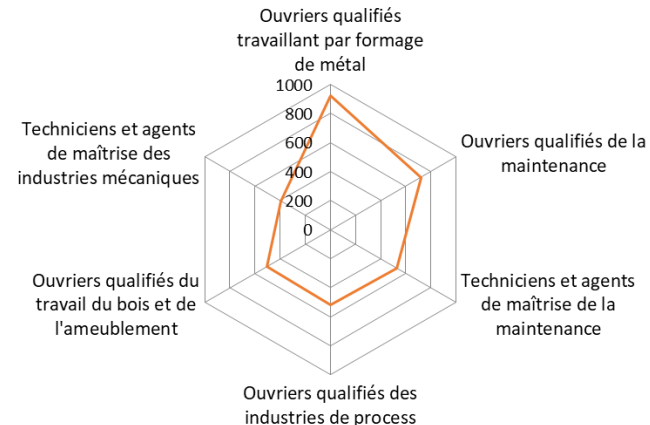 Ouvriers qualifiés
travaillant par formage
de métal
1000
800
600
400
200
0
Ouvriers qualifiés de la
maintenance
Techniciens et agents
de maîtrise de la
maintenance
Ouvriers qualifiés des
industries de process
Ouvriers qualifiés du
travail du bois et de
l'ameublement
Techniciens et agents
de maîtrise des
industries mécaniques